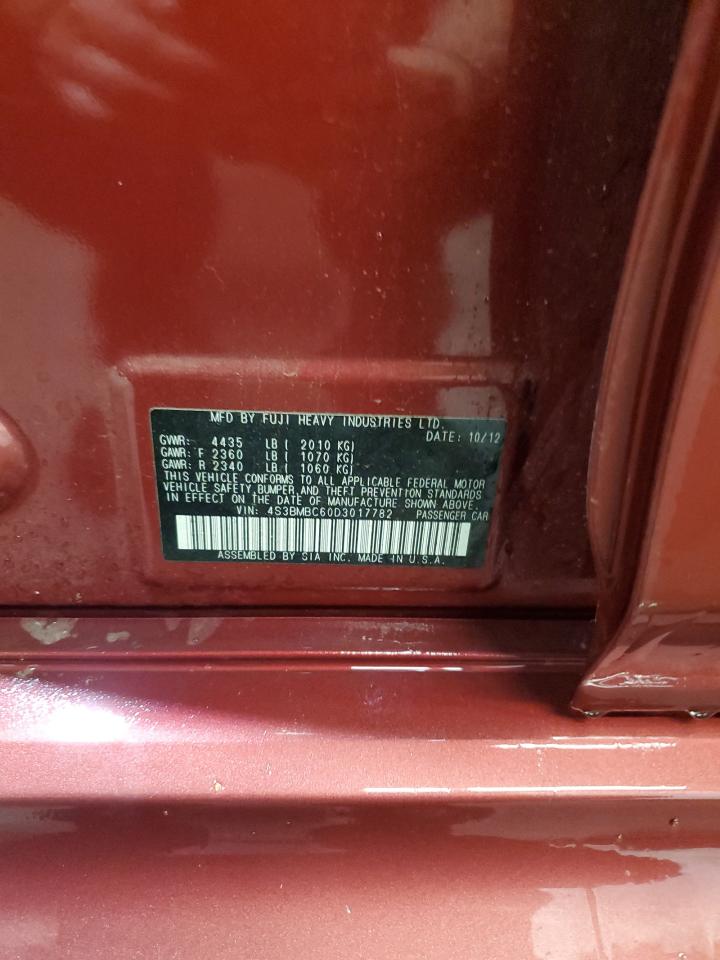 MFD BY FUJI HEAVY INDUSTRIES LTD.
DATE: 10/12
GVWR: 4435 LB ( 2010 KG)
GAWR: F 2360 LB ( 1070 KG)
GAWR: R 2340 LB ( 1060 KG)
THIS VEHICLE CONFORMS TO ALL APPLICABLE FEDERAL MOTOR
VEHICLE SAFETY, BUMPER, AND THEFT PREVENTION STANDARDS
IN EFFECT ON THE DATE OF MANUFACTURE SHOWN ABOVE.
VIN: 4S3BMBC60D3017782 PASSENGER CAR
ASSEMBLED BY SIA INC. MADE IN U.S.A.